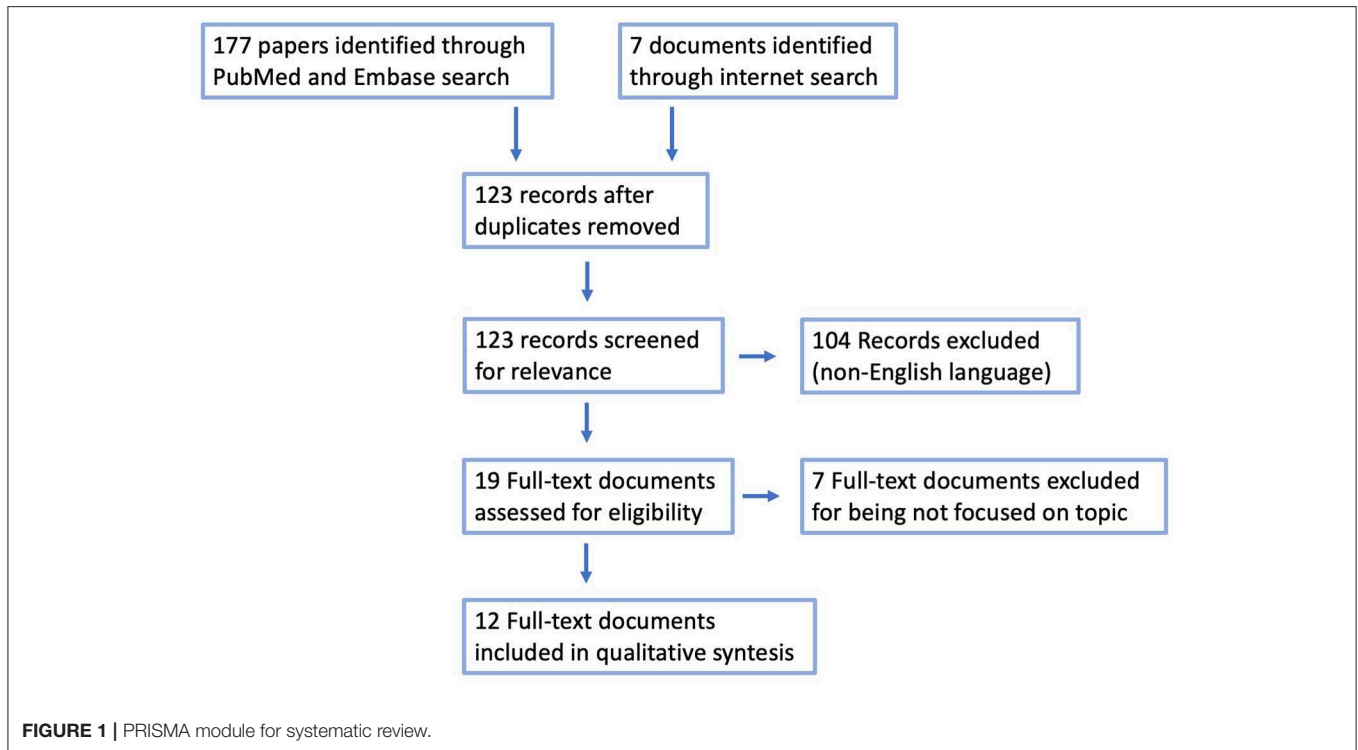 177 papers identified through
PubMed and Embase search
7 documents identified
through internet search
123 records after
duplicates removed
123 records screened
for relevance
104 Records excluded
(non-English language)
19 Full-text documents
assessed for eligibility
7 Full-text documents excluded
for being not focused on topic
12 Full-text documents
included in qualitative syntesis
FIGURE 1 | PRISMA module for systematic review.